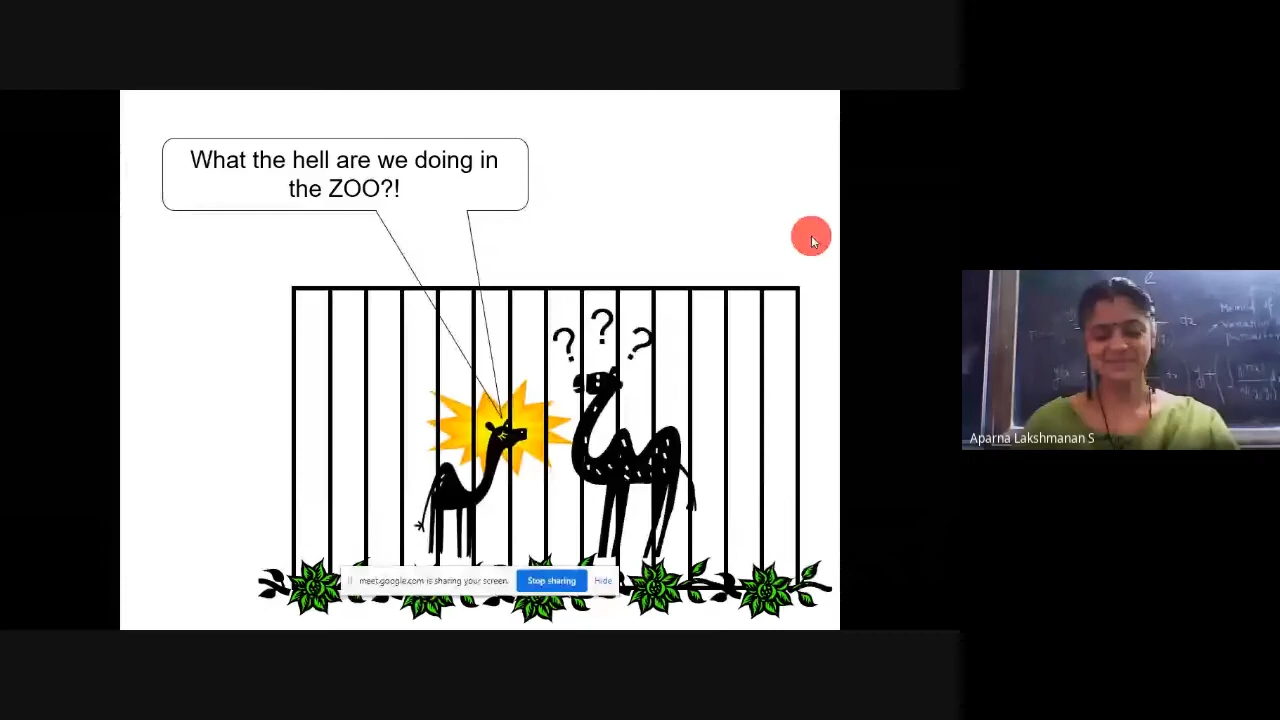 What the hell are we doing in
the ZOO?!
? ? ?
meet.google.com is sharing your screen.
Stop sharing
Hide
Aparna Lakshmanan S